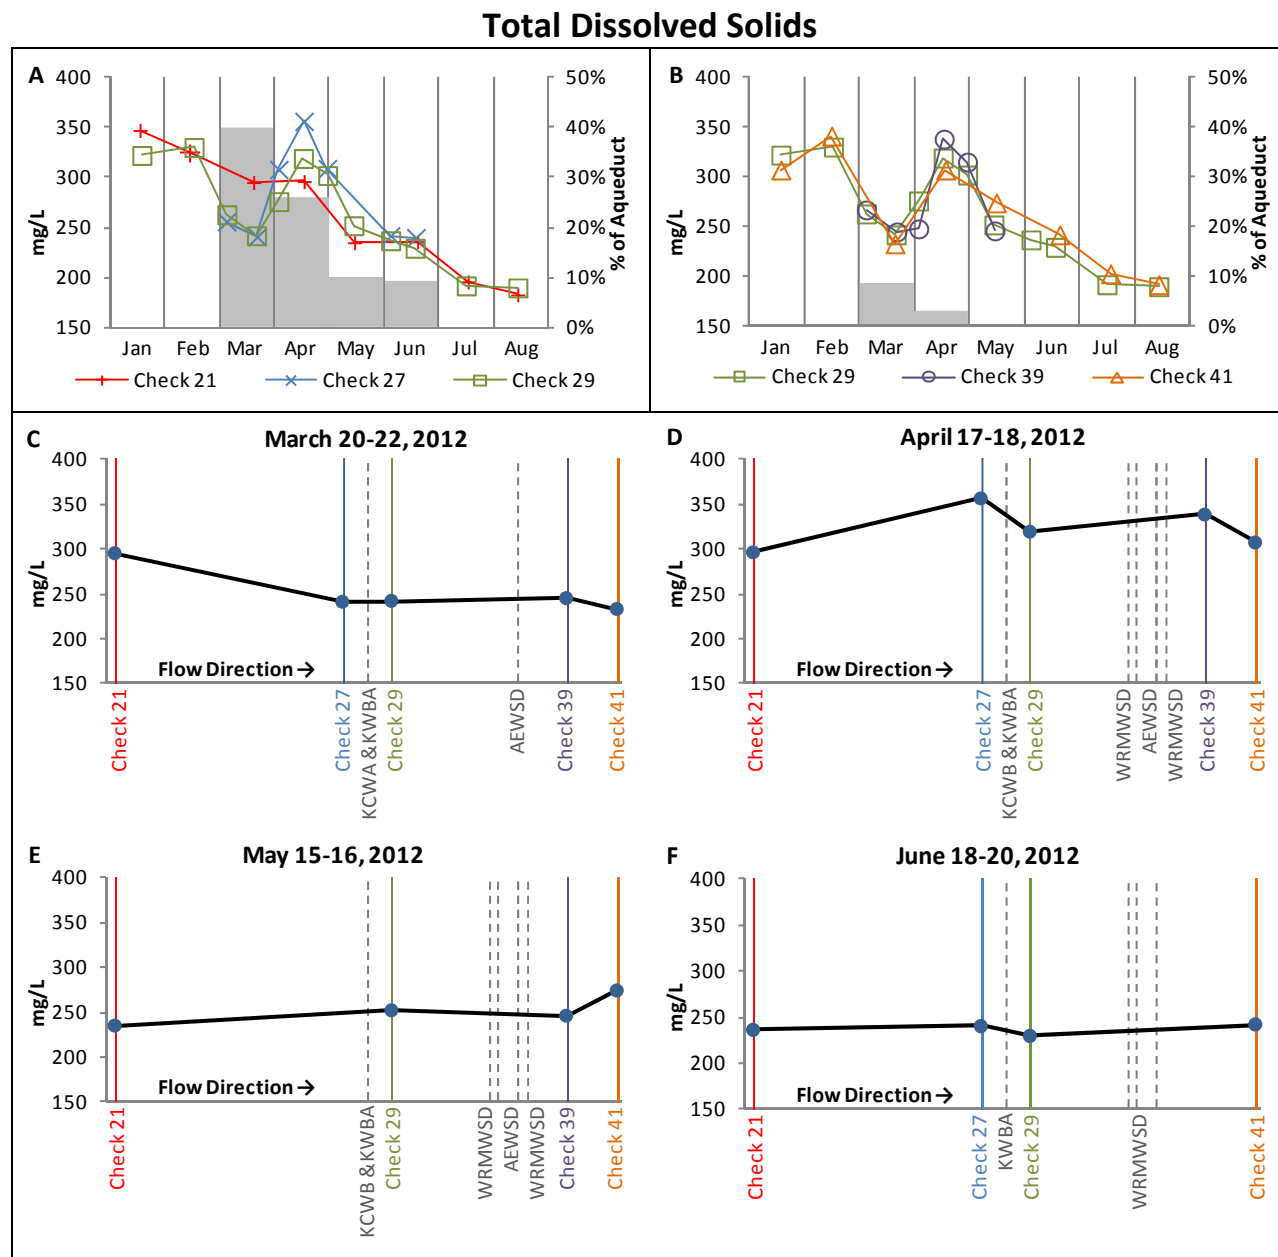 Total Dissolved Solids
A
mg/L
400
350
300
250
200
150
50%
40%
30%
20%
10%
0%
% of Aqueduct
Jan Feb Mar Apr May Jun Jul Aug
Check 21 Check 27 Check 29
B
mg/L
400
350
300
250
200
150
50%
40%
30%
20%
10%
0%
% of Aqueduct
Jan Feb Mar Apr May Jun Jul Aug
Check 29 Check 39 Check 41
C
March 20-22, 2012
mg/L
400
350
300
250
200
150
Flow Direction →
Check 21
Check 27
KCWA & KWBA
Check 29
AEWSD
Check 39
Check 41
D
April 17-18, 2012
mg/L
400
350
300
250
200
150
Flow Direction →
Check 21
Check 27
KCWB & KWBA
Check 29
WRMWSD
AEWSD
WRMWSD
Check 39
Check 41
E
May 15-16, 2012
mg/L
400
350
300
250
200
150
Flow Direction →
Check 21
KCWB & KWBA
Check 29
WRMWSD
AEWSD
WRMWSD
Check 39
Check 41
F
June 18-20, 2012
mg/L
400
350
300
250
200
150
Flow Direction →
Check 21
Check 27
KWBA
Check 29
WRMWSD
Check 41